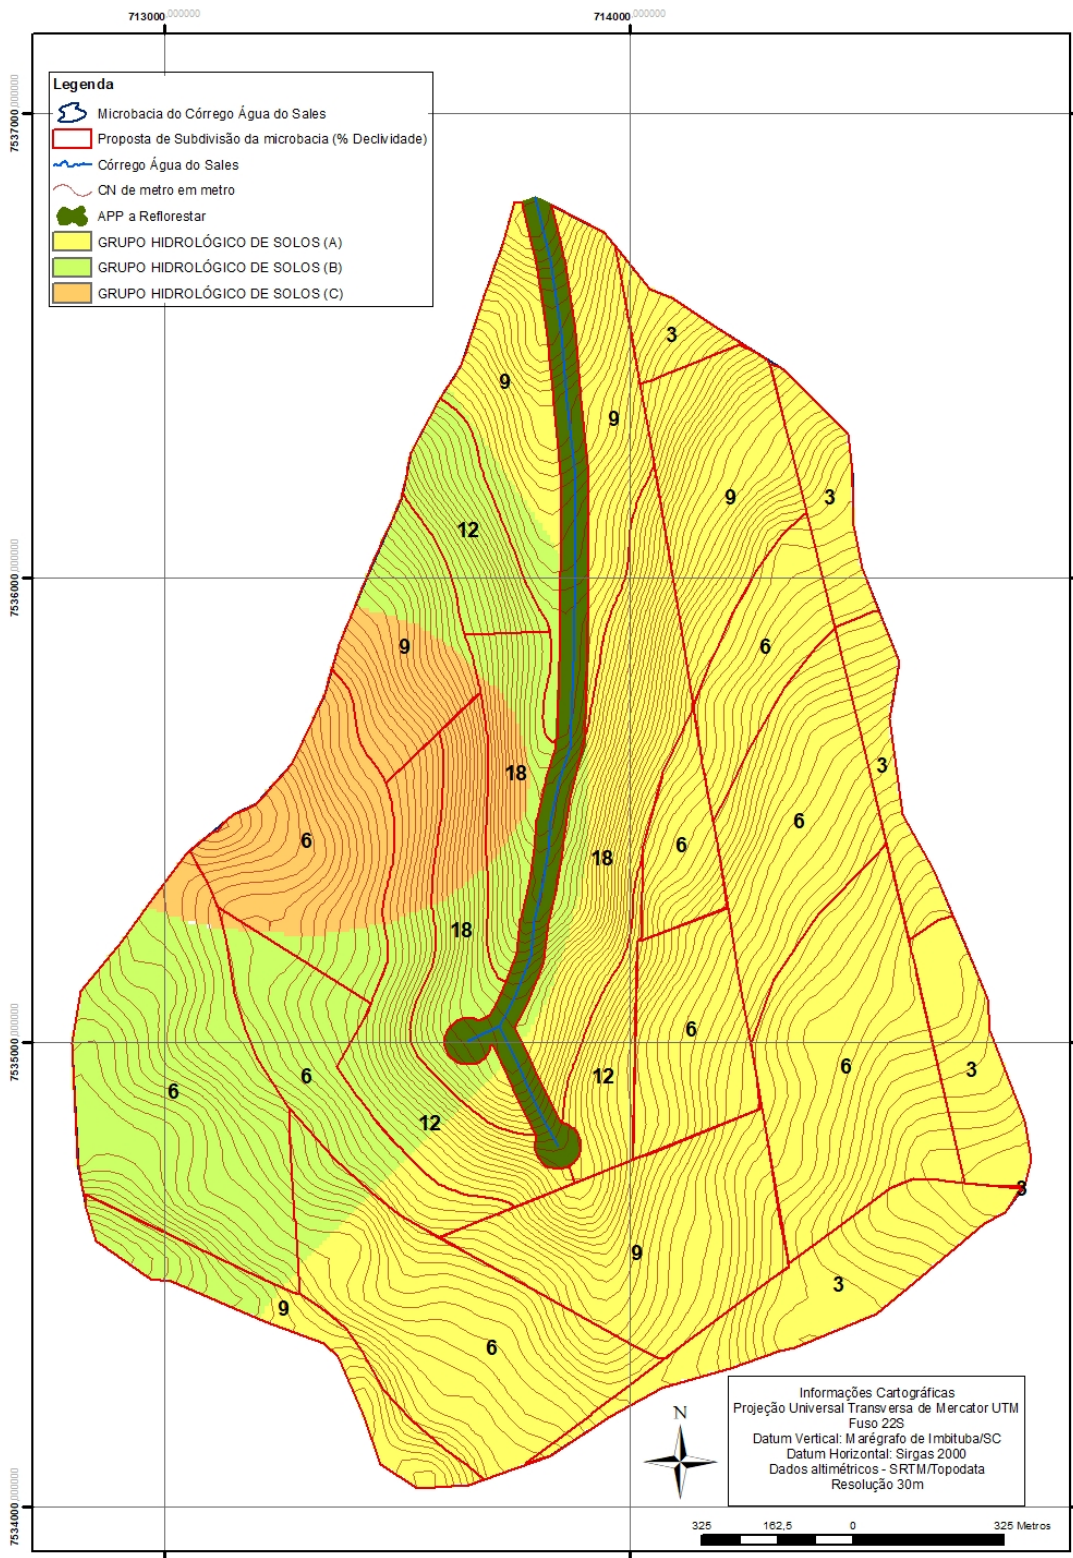 713000,000000
714000,000000
7537000,000000
7536000,000000
7535000,000000
7534000,000000
Legenda
Microbacia do Córrego Água do Sales
Proposta de Subdivisão da microbacia (% Declividade)
Córrego Água do Sales
CN de metro em metro
APP a Reflorestar
GRUPO HIDROLÓGICO DE SOLOS (A)
GRUPO HIDROLÓGICO DE SOLOS (B)
GRUPO HIDROLÓGICO DE SOLOS (C)
3
9
9
9
3
12
9
6
3
18
6
6
6
18
18
6
6
3
6
6
12
12
3
9
3
9
6
Informações Cartográficas
Projeção Universal Transversa de Mercator UTM
Fuso 22S
Datum Vertical: Marégrafo de Imbituba/SC
Datum Horizontal: Sirgas 2000
Dados altimétricos - SRTM/Topodata
Resolução 30m
N
325 162,5 0 325 Metros